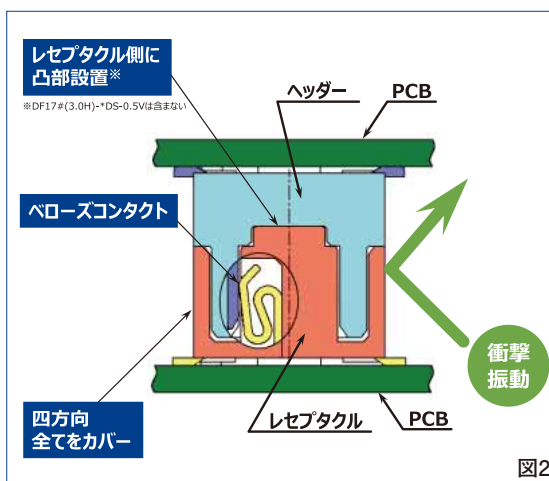 レセプタクル側に
凸部設置※
※DF17#(3.0H)-*DS-0.5Vは含まない
ヘッダー
PCB
ベローズコンタクト
衝撃
振動
四方向
全てをカバー
レセプタクル
PCB
図2